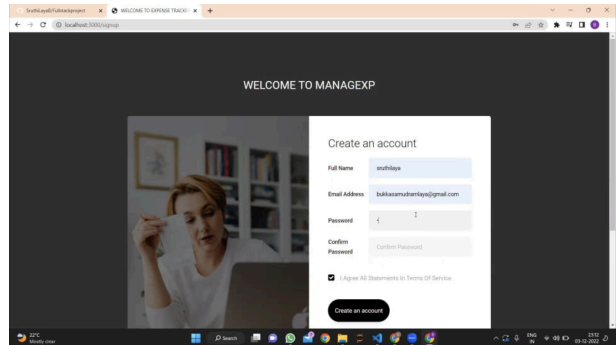 SruthiLaya6/fullstackproject
WELCOME TO EXPENSE TRACKE
localhost:3000/signup
WELCOME TO MANAGEXP
Create an account
Full Name
sruthilaya
Email Address
bukkasamudramlaya@gmail.com
Password
Confirm Password
Confirm Password
I Agree All Statements In Terms Of Service
Create an account
22°C
Mostly clear
Search
ENG
IN
23:12
03-12-2022